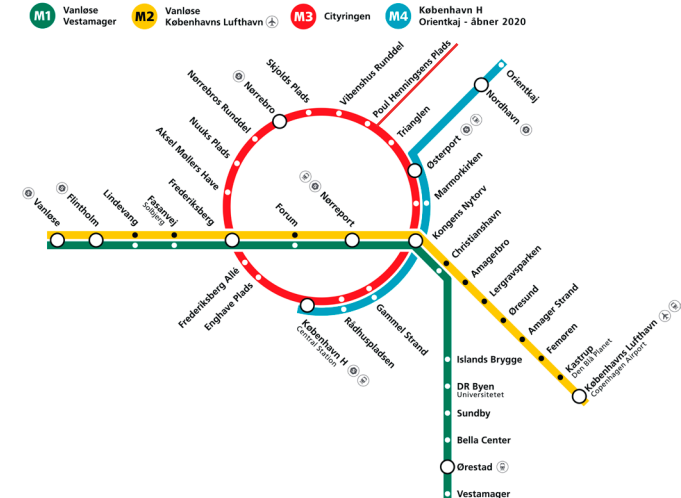 M1
Vanløse
Vestamager
M2
Vanløse
Københavns Lufthavn
M3
Cityringen
M4
København H
Orientkaj - åbner 2020
Vanløse
Flintholm
Lindevang
Fasanvej
Solbjerg
Frederiksberg
Aksel Møllers Have
Nuuks Plads
Nørrebros Runddel
Nørrebro
Skjolds Plads
Vibenshus Runddel
Poul Henningsens Plads
Trianglen
Orientkaj
Nordhavn
Østerport
Marmorkirken
Kongens Nytorv
Forum
Nørreport
Christianshavn
Amagerbro
Lergravsparken
Øresund
Amager Strand
Femøren
Kastrup
Den Blå Planet
Københavns Lufthavn
Copenhagen Airport
Frederiksberg Allé
Enghave Plads
København H
Central Station
Rådhuspladsen
Gammel Strand
Islands Brygge
DR Byen
Universitetet
Sundby
Bella Center
Ørestad
Vestamager